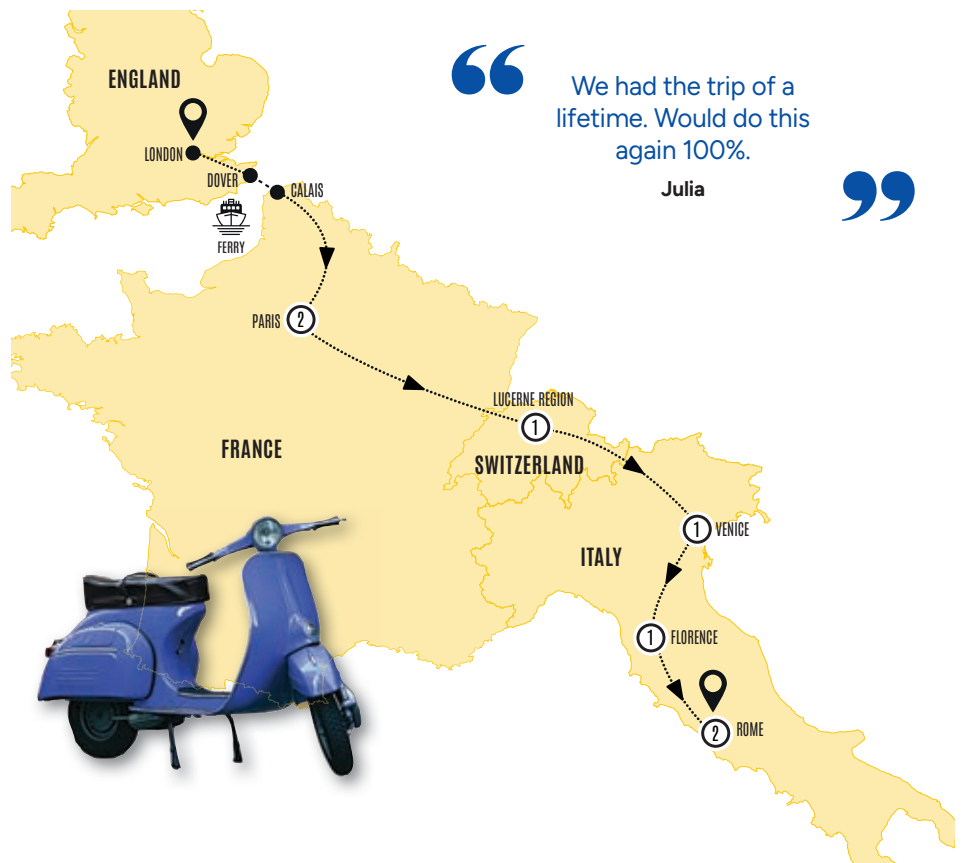 ENGLAND
LONDON
DOVER
CALAIS
FERRY
“
We had the trip of a
lifetime. Would do this
again 100%.
Julia
”
PARIS
2
LUCERNE REGION
1
FRANCE
SWITZERLAND
1
VENICE
ITALY
1
FLORENCE
2
ROME